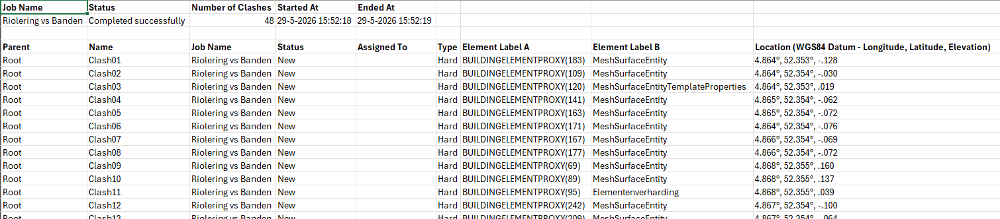 Job Name Status Number of Clashes Started At Ended At
Riolering vs Banden Completed successfully 48 29-5-2026 15:52:18 29-5-2026 15:52:19
Parent Name Job Name Status Assigned To Type Element Label A Element Label B Location (WGS84 Datum - Longitude, Latitude, Elevation)
Root Clash01 Riolering vs Banden New Hard BUILDINGELEMENTPROXY(183) MeshSurfaceEntity 4.864°, 52.353°, -.128
Root Clash02 Riolering vs Banden New Hard BUILDINGELEMENTPROXY(109) MeshSurfaceEntity 4.864°, 52.354°, -.030
Root Clash03 Riolering vs Banden New Hard BUILDINGELEMENTPROXY(120) MeshSurfaceEntityTemplateProperties 4.864°, 52.353°, .019
Root Clash04 Riolering vs Banden New Hard BUILDINGELEMENTPROXY(141) MeshSurfaceEntity 4.865°, 52.354°, -.062
Root Clash05 Riolering vs Banden New Hard BUILDINGELEMENTPROXY(163) MeshSurfaceEntity 4.865°, 52.354°, -.072
Root Clash06 Riolering vs Banden New Hard BUILDINGELEMENTPROXY(171) MeshSurfaceEntity 4.864°, 52.354°, -.076
Root Clash07 Riolering vs Banden New Hard BUILDINGELEMENTPROXY(167) MeshSurfaceEntity 4.866°, 52.354°, -.069
Root Clash08 Riolering vs Banden New Hard BUILDINGELEMENTPROXY(177) MeshSurfaceEntity 4.866°, 52.354°, -.072
Root Clash09 Riolering vs Banden New Hard BUILDINGELEMENTPROXY(69) MeshSurfaceEntity 4.868°, 52.355°, .160
Root Clash10 Riolering vs Banden New Hard BUILDINGELEMENTPROXY(89) MeshSurfaceEntity 4.868°, 52.355°, .137
Root Clash11 Riolering vs Banden New Hard BUILDINGELEMENTPROXY(95) Elementenverharding 4.868°, 52.355°, .039
Root Clash12 Riolering vs Banden New Hard BUILDINGELEMENTPROXY(242) MeshSurfaceEntity 4.867°, 52.354°, -.100
Root Clash13 Riolering vs Banden New Hard BUILDINGELEMENTPROXY(209) MeshSurfaceEntity 4.867°, 52.354°,